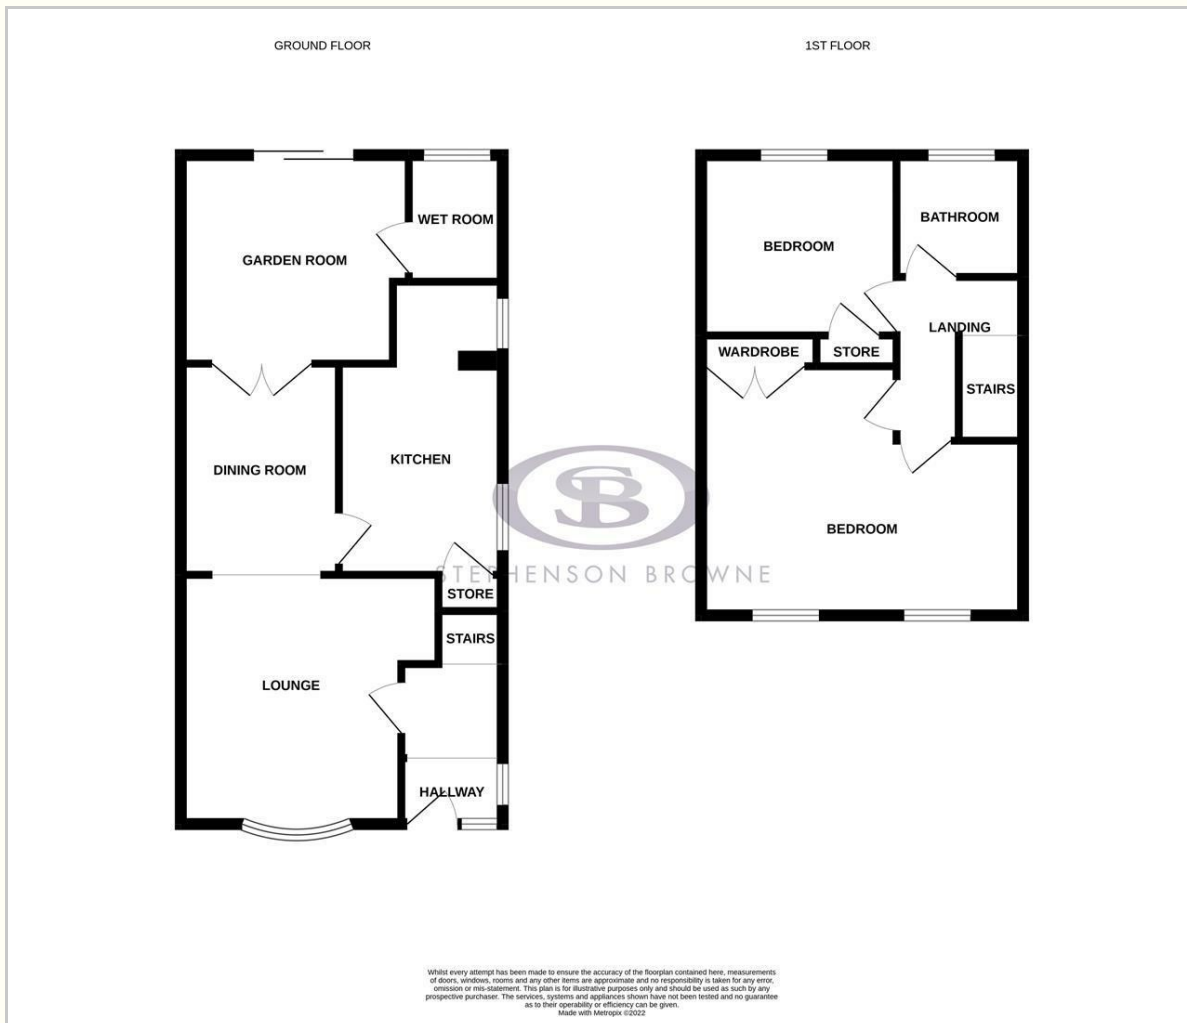 GROUND FLOOR
1ST FLOOR
WET ROOM
GARDEN ROOM
DINING ROOM
KITCHEN
STORE
STAIRS
LOUNGE
HALLWAY
BATHROOM
BEDROOM
LANDING
WARDROBE
STORE
STAIRS
BEDROOM
SB
STEPHENSON BROWNE
Whilst every attempt has been made to ensure the accuracy of the floorplan contained here, measurements
of doors, windows, rooms and any other items are approximate and no responsibility is taken for any error,
omission or mis-statement. This plan is for illustrative purposes only and should be used as such by any
prospective purchaser. The services, systems and appliances shown have not been tested and no guarantee
as to their operability or efficiency can be given.
Made with Metropix ©2022